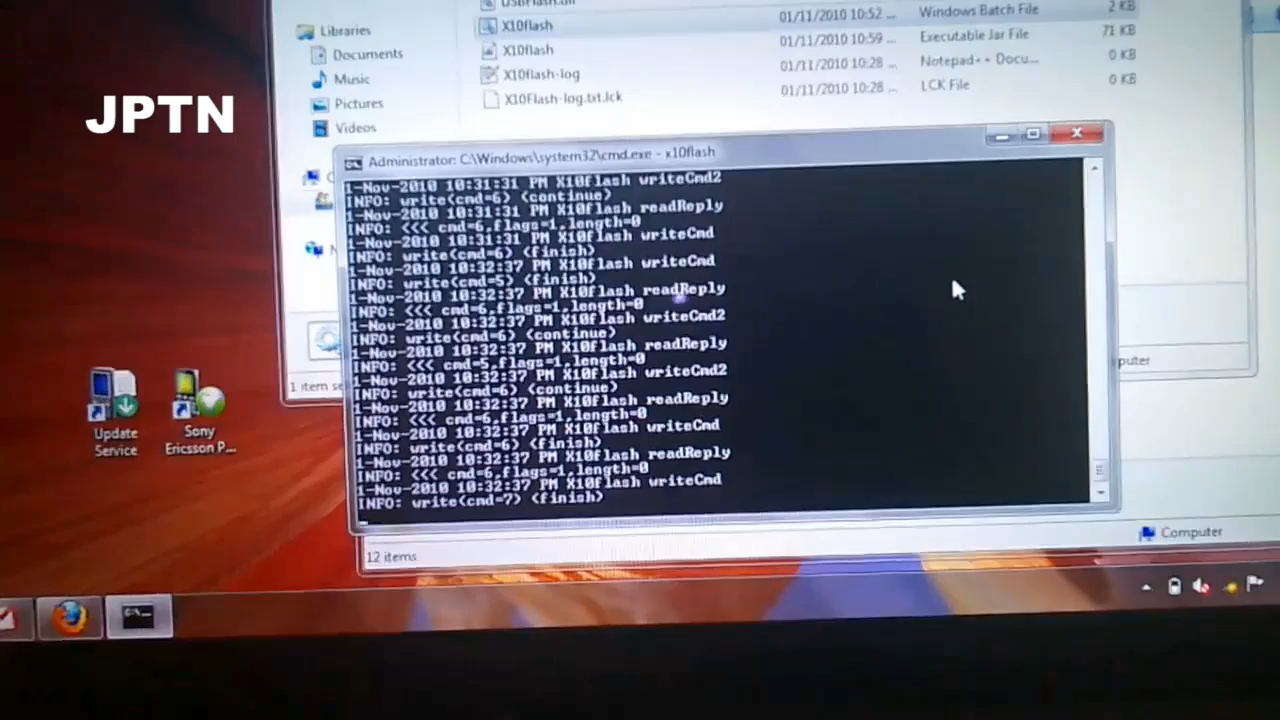 X10flash
01/11/2010 10:52 ...
Windows Batch File
2 KB
X10flash
01/11/2010 10:59 ...
Executable Jar File
71 KB
X10flash-log
01/11/2010 10:28 ...
Notepad++ Docu...
0 KB
X10Flash-log.txt.lck
01/11/2010 10:28 ...
LCK File
0 KB
Libraries
Documents
Music
Pictures
Videos
JPTN
Administrator: C:\Windows\system32\cmd.exe - x10flash
1-Nov-2010 10:31:31 PM X10flash writeCmd2
INFO: write(cmd=6) (continue)
1-Nov-2010 10:31:31 PM X10flash readReply
INFO: <<< cmd=6,flags=1,length=0
1-Nov-2010 10:31:31 PM X10flash writeCmd
INFO: write(cmd=6) (finish)
1-Nov-2010 10:32:37 PM X10flash writeCmd
INFO: write(cmd=5) (finish)
1-Nov-2010 10:32:37 PM X10flash readReply
INFO: <<< cmd=6,flags=1,length=0
1-Nov-2010 10:32:37 PM X10flash writeCmd2
INFO: write(cmd=6) (continue)
1-Nov-2010 10:32:37 PM X10flash readReply
INFO: <<< cmd=5,flags=1,length=0
1-Nov-2010 10:32:37 PM X10flash writeCmd2
INFO: write(cmd=6) (continue)
1-Nov-2010 10:32:37 PM X10flash readReply
INFO: <<< cmd=6,flags=1,length=0
1-Nov-2010 10:32:37 PM X10flash writeCmd
INFO: write(cmd=6) (finish)
1-Nov-2010 10:32:37 PM X10flash readReply
INFO: <<< cmd=6,flags=1,length=0
1-Nov-2010 10:32:37 PM X10flash writeCmd
INFO: write(cmd=7) (finish)
Update
Service
Sony
Ericsson P...
12 items
Computer
C:\.